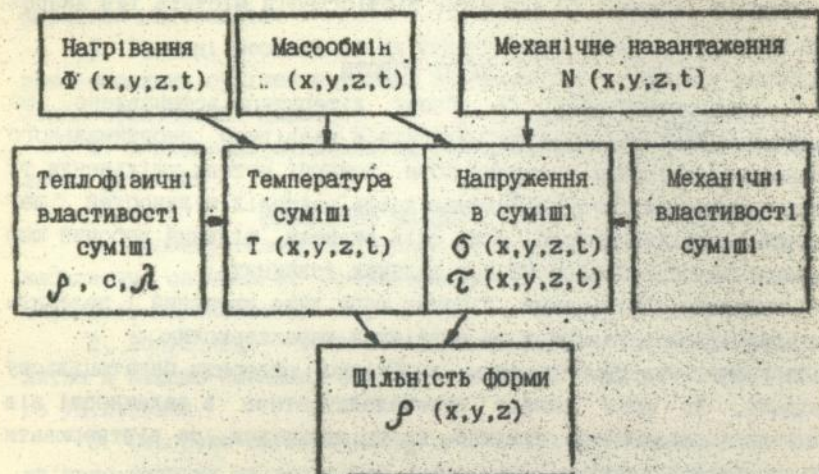 Нагрівання
Φ (x,y,z,t)
Масообмін
.. (x,y,z,t)
Механічне навантаження
N (x,y,z,t)
Теплофізичні
властивості
суміші
ρ, c, λ
Температура
суміші
T (x,y,z,t)
Напруження
в суміші
σ (x,y,z,t)
τ (x,y,z,t)
Механічні
властивості
суміші
Щільність форми
ρ (x,y,z)